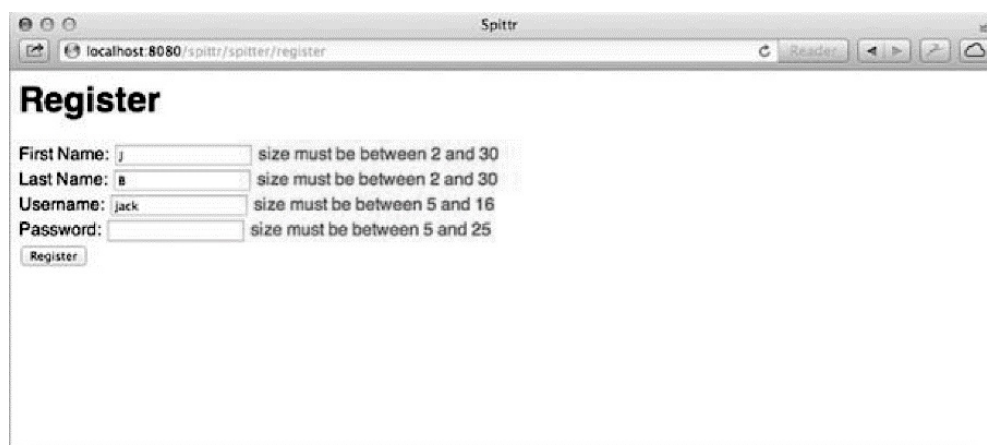 Spittr
localhost:8080/spittr/spitter/register
Reader
Register
First Name: J size must be between 2 and 30
Last Name: B size must be between 2 and 30
Username: jack size must be between 5 and 16
Password: size must be between 5 and 25
Register